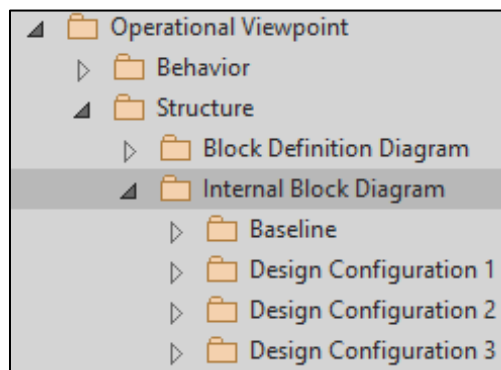 Operational Viewpoint
Behavior
Structure
Block Definition Diagram
Internal Block Diagram
Baseline
Design Configuration 1
Design Configuration 2
Design Configuration 3